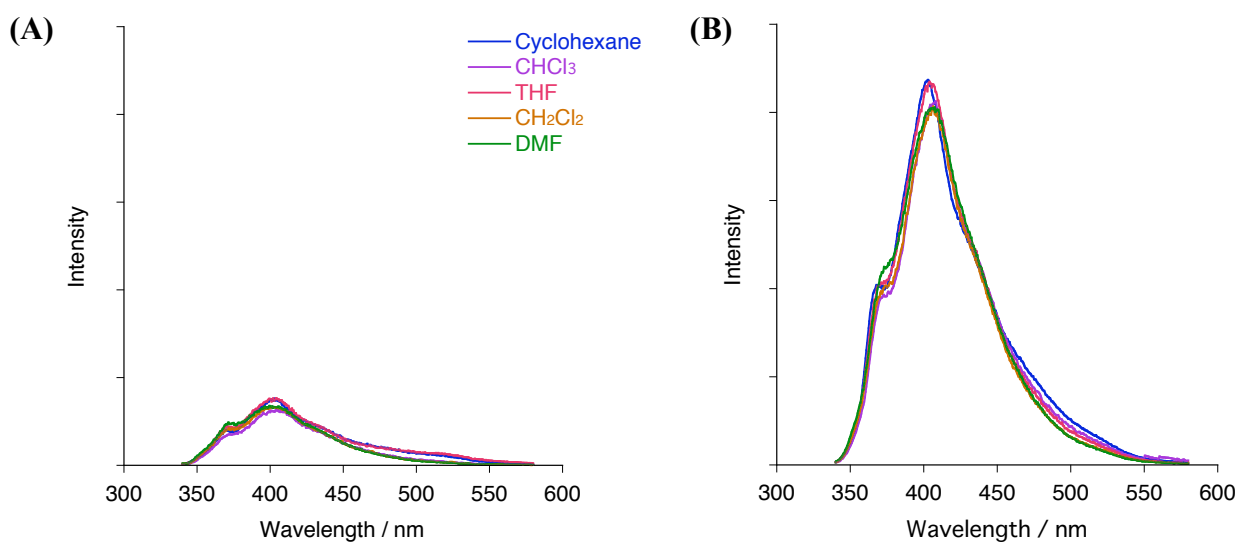 (A)
Cyclohexane
CHCl3
THF
CH2Cl2
DMF
Intensity
300 350 400 450 500 550 600
Wavelength / nm
(B)
Intensity
300 350 400 450 500 550 600
Wavelength / nm